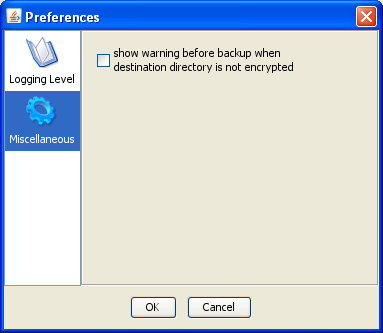 Preferences
Logging Level
Miscellaneous
show warning before backup when
destination directory is not encrypted
OK
Cancel